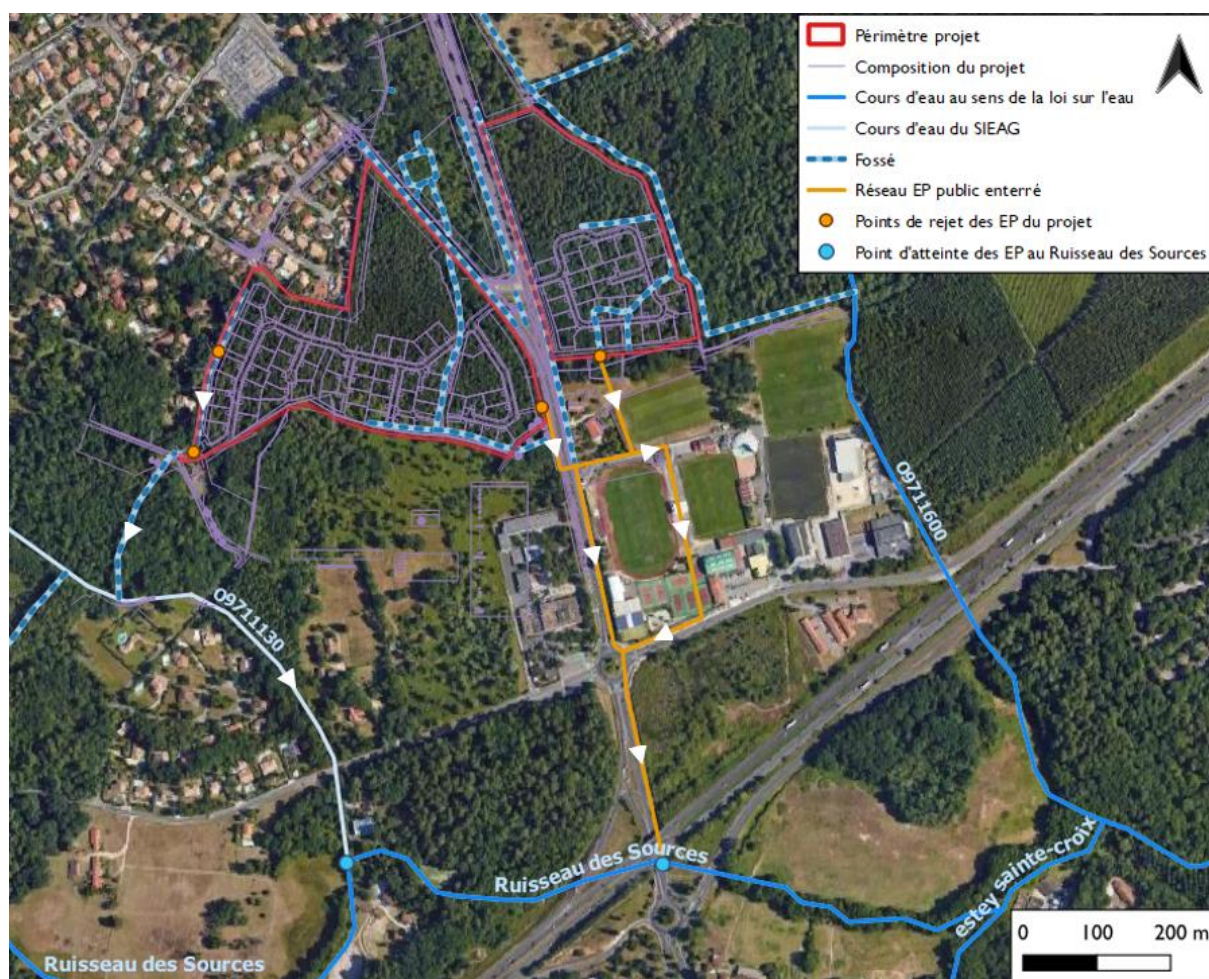 Périmètre projet
Composition du projet
Cours d'eau au sens de la loi sur l'eau
Cours d'eau du SIEAG
Fossé
Réseau EP public enterré
Points de rejet des EP du projet
Point d'atteinte des EP au Ruisseau des Sources
O9711600
O9711130
Ruisseau des Sources
estey sainte-croix
Ruisseau des Sources
0 100 200 m